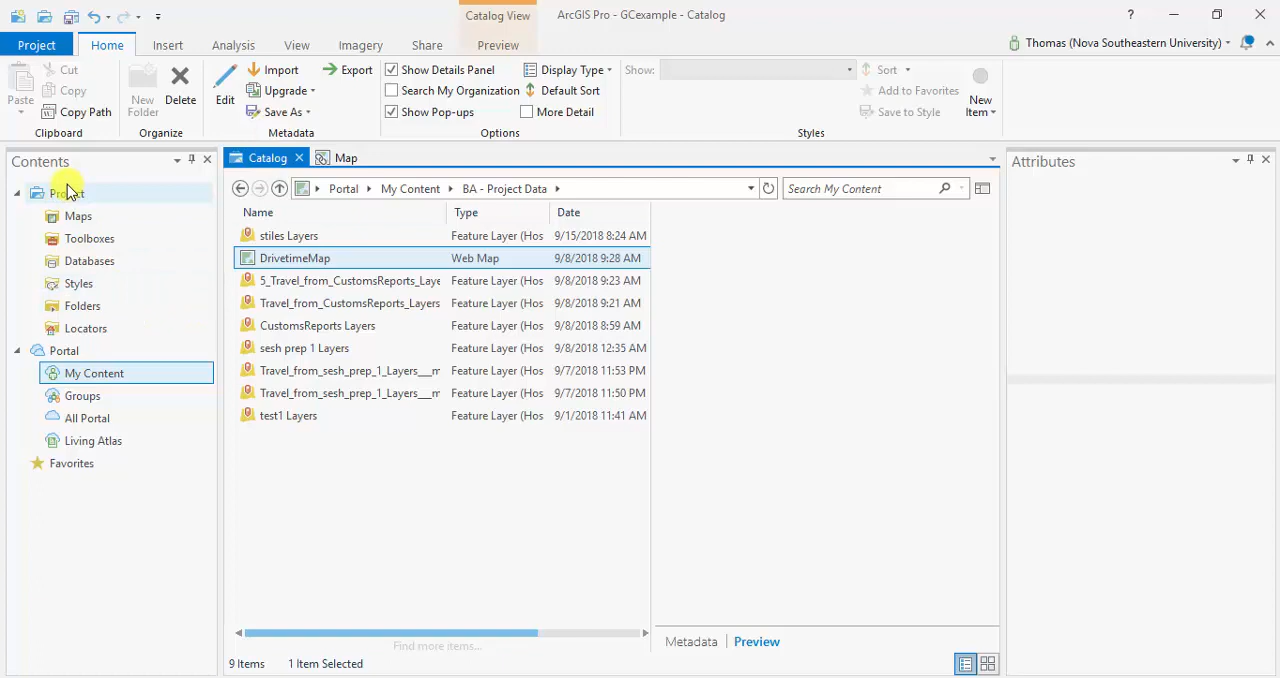 Catalog View
ArcGIS Pro - GCexample - Catalog
?
Project Home Insert Analysis View Imagery Share Preview
Thomas (Nova Southeastern University)
Paste
Cut
Copy
Copy Path
Clipboard
New Folder
Delete
Organize
Edit
Import
Upgrade
Save As
Export
Metadata
Show Details Panel
Search My Organization
Show Pop-ups
Display Type
Default Sort
More Detail
Options
Show:
Sort
Add to Favorites
Save to Style
New Item
Styles
Contents
Project
Maps
Toolboxes
Databases
Styles
Folders
Locators
Portal
My Content
Groups
All Portal
Living Atlas
Favorites
Catalog Map
Portal My Content BA - Project Data
Search My Content
Name Type Date
stiles Layers Feature Layer (Hos 9/15/2018 8:24 AM
DrivetimeMap Web Map 9/8/2018 9:28 AM
5_Travel_from_CustomsReports_Laye Feature Layer (Hos 9/8/2018 9:23 AM
Travel_from_CustomsReports_Layers Feature Layer (Hos 9/8/2018 9:21 AM
CustomsReports Layers Feature Layer (Hos 9/8/2018 8:59 AM
sesh prep 1 Layers Feature Layer (Hos 9/8/2018 12:35 AM
Travel_from_sesh_prep_1_Layers___m Feature Layer (Hos 9/7/2018 11:53 PM
Travel_from_sesh_prep_1_Layers___m Feature Layer (Hos 9/7/2018 11:50 PM
test1 Layers Feature Layer (Hos 9/1/2018 11:41 AM
Find more items...
9 Items 1 Item Selected
Metadata Preview
Attributes